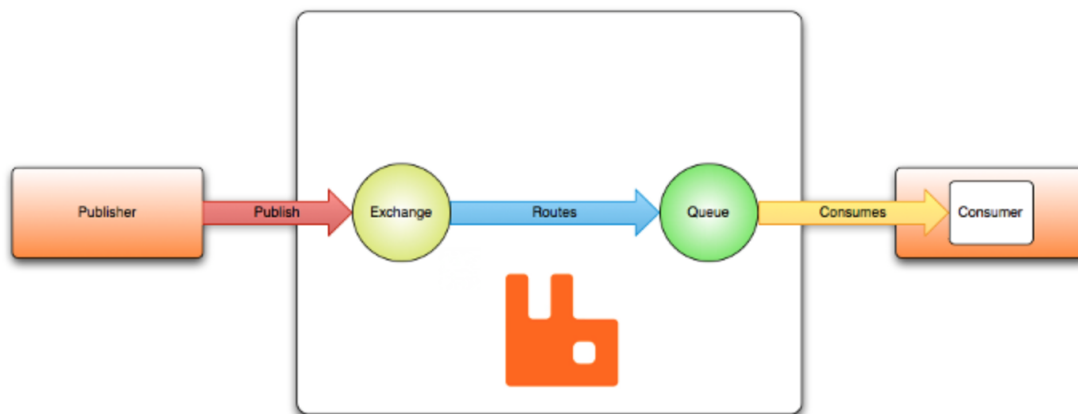 Publisher
Publish
Exchange
Routes
Queue
Consumes
Consumer